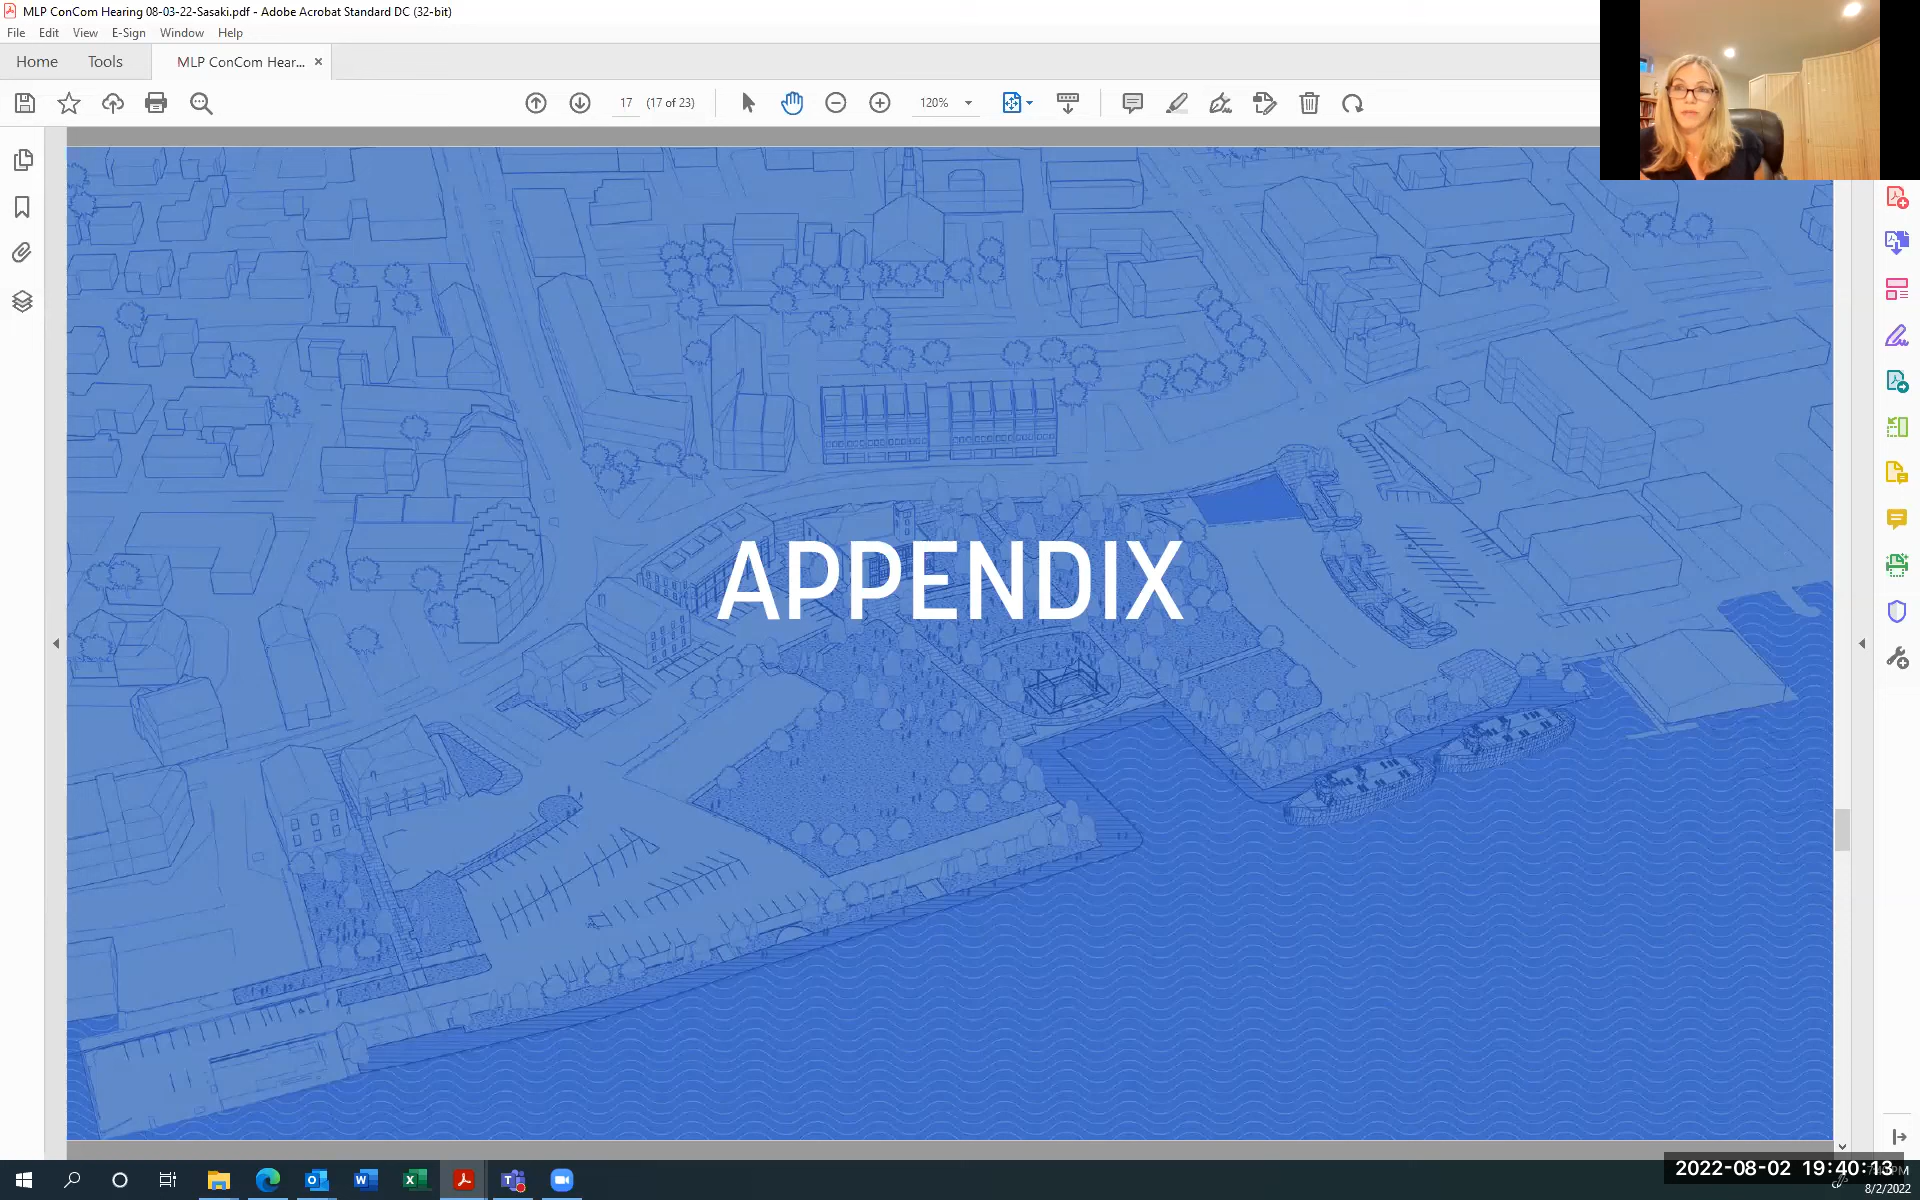 MLP ConCom Hearing 08-03-22-Sasaki.pdf - Adobe Acrobat Standard DC (32-bit)
File Edit View E-Sign Window Help
Home Tools MLP ConCom Hear... ×
17 (17 of 23) 120%
APPENDIX
2022-08-02 19:40:13
8/2/2022